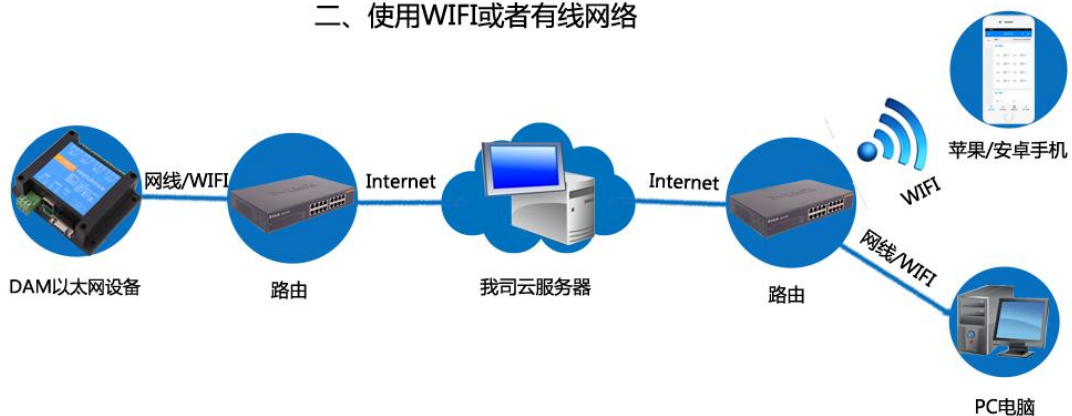 二、使用WIFI或者有线网络
苹果/安卓手机
网线/WIFI
Internet
Internet
WIFI
网线/WIFI
DAM以太网设备
路由
我司云服务器
路由
PC电脑